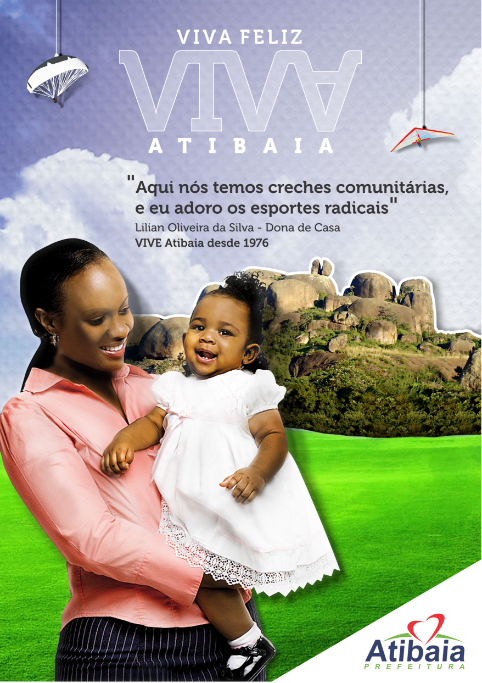 VIVA FELIZ
VIVA
ATIBAIA
"Aqui nós temos creches comunitárias,
e eu adoro os esportes radicais"
Lilian Oliveira da Silva - Dona de Casa
VIVE Atibaia desde 1976
Atibaia
PREFEITURA